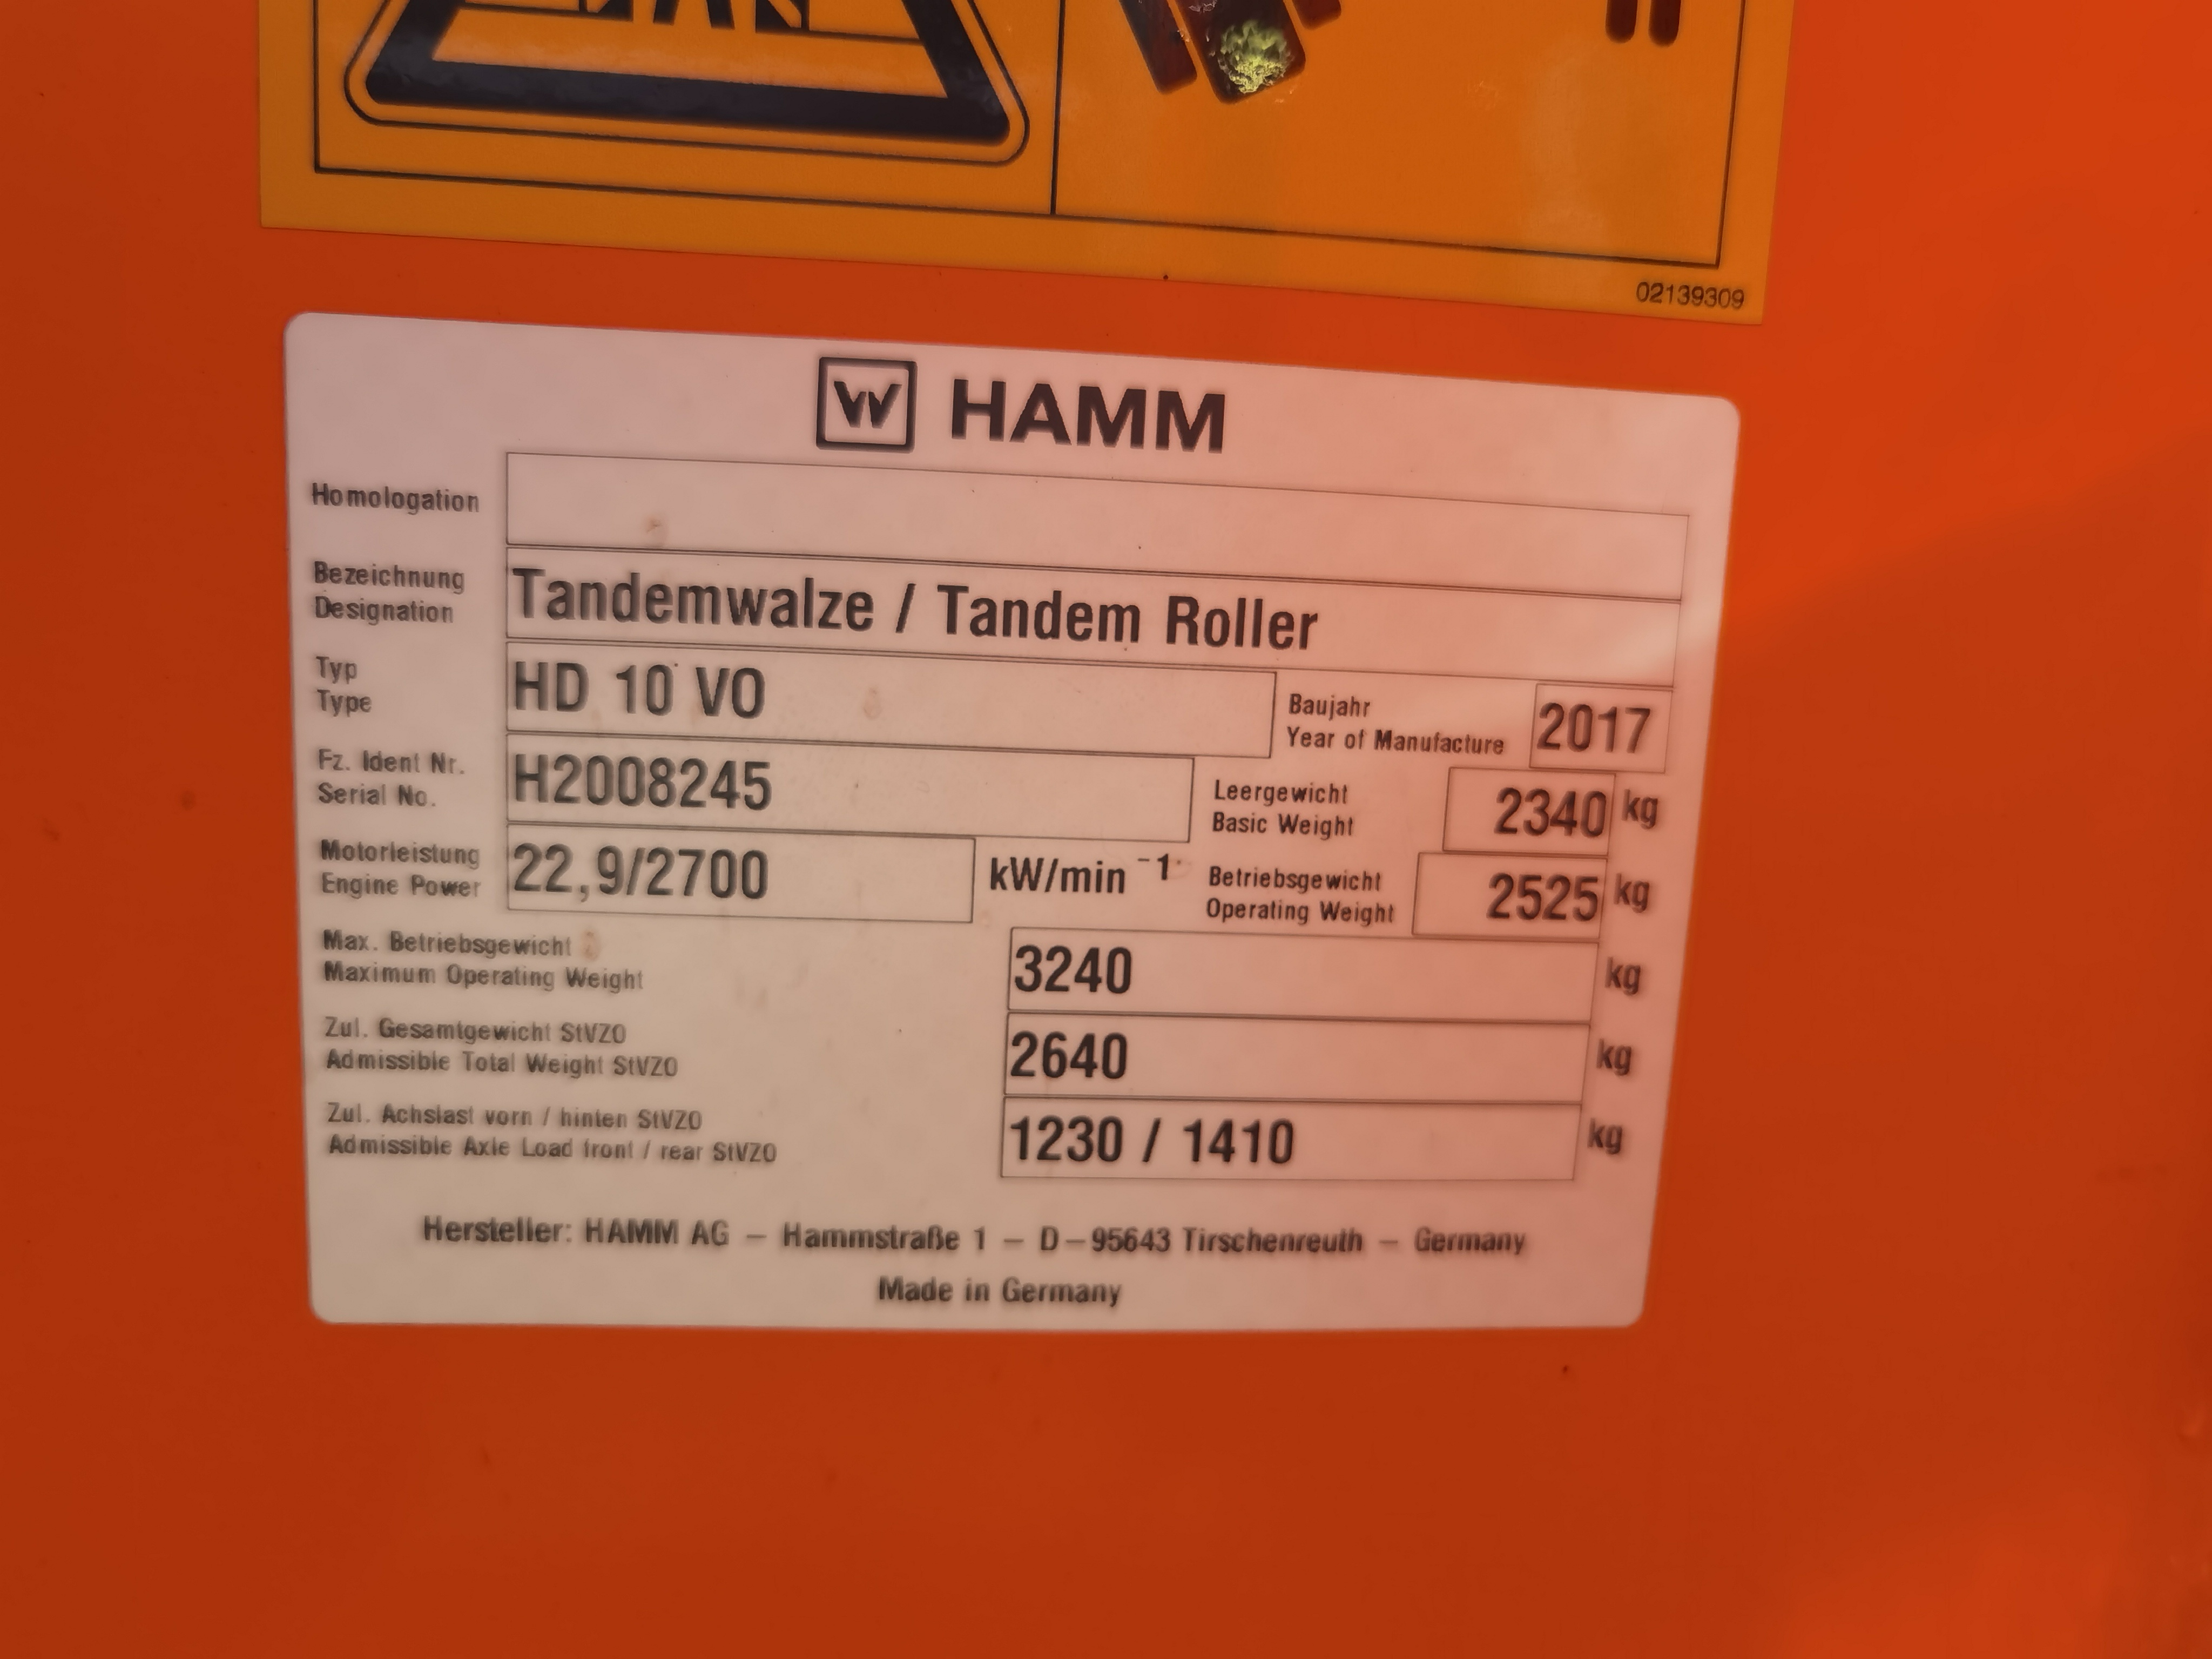 02139309
W HAMM
Homologation
Bezeichnung
Designation
Tandemwalze / Tandem Roller
Typ
Type
HD 10 VO
Baujahr
Year of Manufacture
2017
Fz. Ident Nr.
Serial No.
H2008245
Leergewicht
Basic Weight
2340 kg
Motorleistung
Engine Power
22,9/2700 kW/min ⁻¹
Betriebsgewicht
Operating Weight
2525 kg
Max. Betriebsgewicht
Maximum Operating Weight
3240 kg
Zul. Gesamtgewicht StVZO
Admissible Total Weight StVZO
2640 kg
Zul. Achslast vorn / hinten StVZO
Admissible Axle Load front / rear StVZO
1230 / 1410 kg
Hersteller: HAMM AG – Hammstraße 1 – D–95643 Tirschenreuth – Germany
Made in Germany